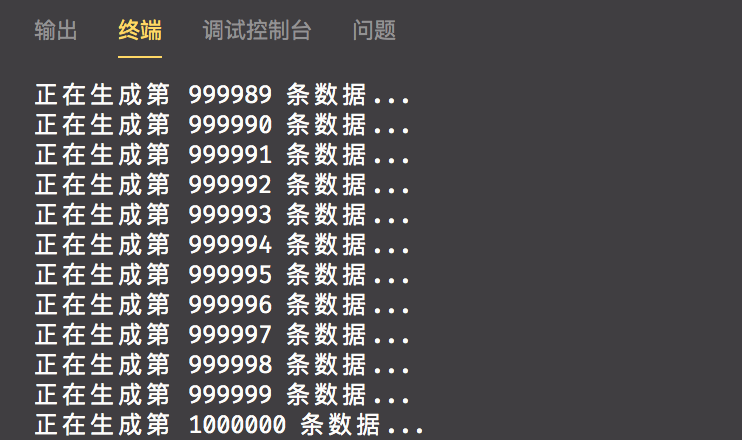 输出 终端 调试控制台 问题
正在生成第 999989 条数据...
正在生成第 999990 条数据...
正在生成第 999991 条数据...
正在生成第 999992 条数据...
正在生成第 999993 条数据...
正在生成第 999994 条数据...
正在生成第 999995 条数据...
正在生成第 999996 条数据...
正在生成第 999997 条数据...
正在生成第 999998 条数据...
正在生成第 999999 条数据...
正在生成第 1000000 条数据...